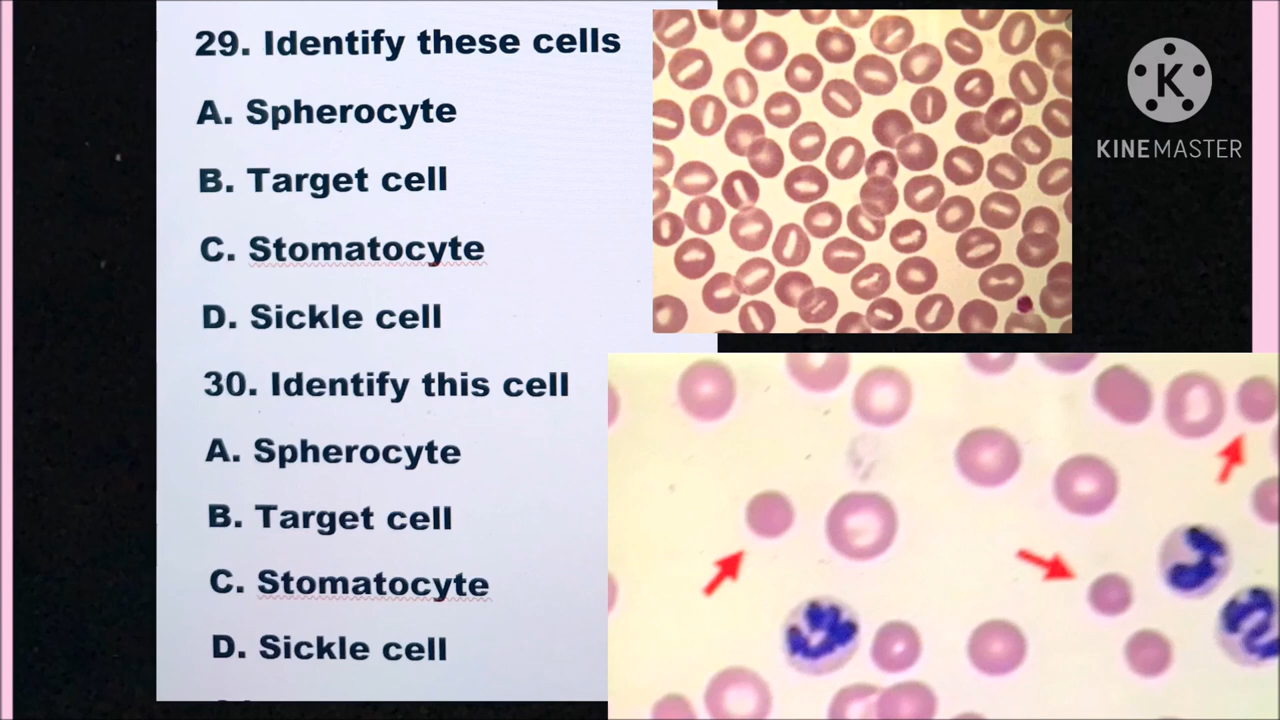 29. Identify these cells
A. Spherocyte
B. Target cell
C. Stomatocyte
D. Sickle cell
30. Identify this cell
A. Spherocyte
B. Target cell
C. Stomatocyte
D. Sickle cell
K
KINEMASTER